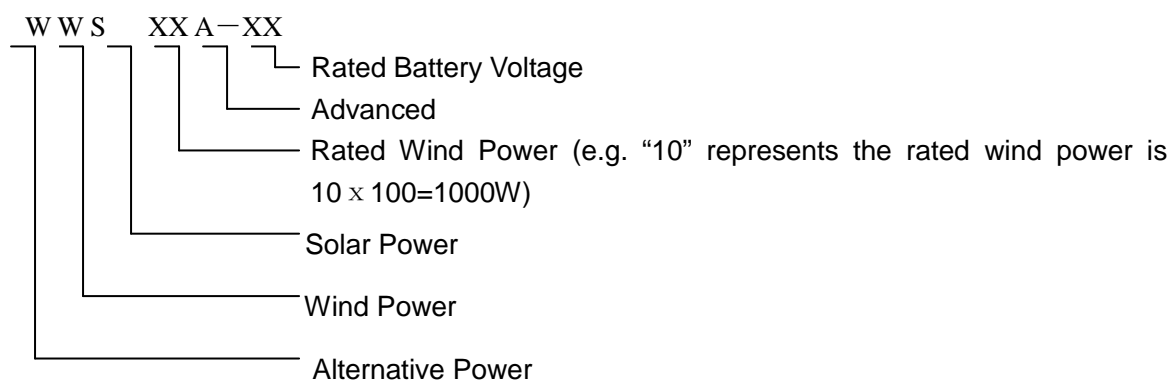 W W S XX A－XX
Rated Battery Voltage
Advanced
Rated Wind Power (e.g. “10” represents the rated wind power is
10 x 100=1000W)
Solar Power
Wind Power
Alternative Power